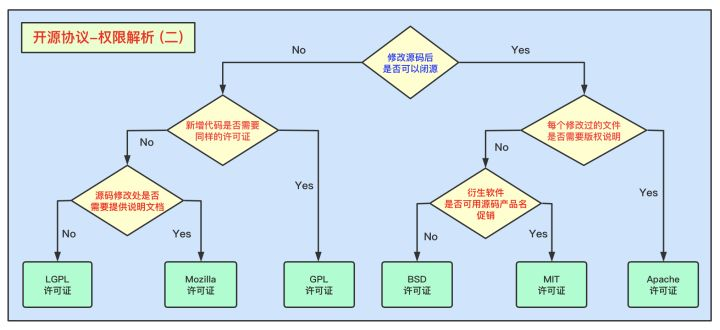 开源协议–权限解析 (二)
No
修改源码后
是否可以闭源
Yes
新增代码是否需要
同样的许可证
每个修改过的文件
是否需要版权说明
No
No
源码修改处是否
需要提供说明文档
Yes
衍生软件
是否可用源码产品名
促销
Yes
No
Yes
No
Yes
LGPL
许可证
Mozilla
许可证
GPL
许可证
BSD
许可证
MIT
许可证
Apache
许可证